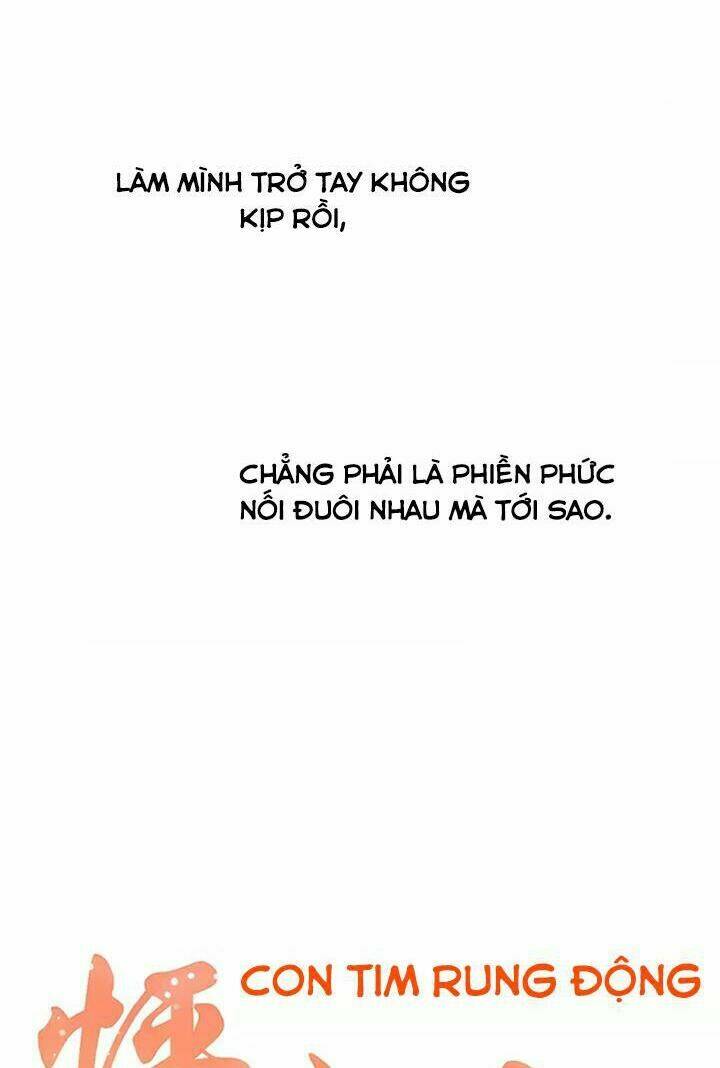 LÀM MÌNH TRỞ TAY KHÔNG
KỊP RỒI,
CHẲNG PHẢI LÀ PHIỀN PHỨC
NỐI ĐUÔI NHAU MÀ TỚI SAO.
CON TIM RUNG ĐỘNG